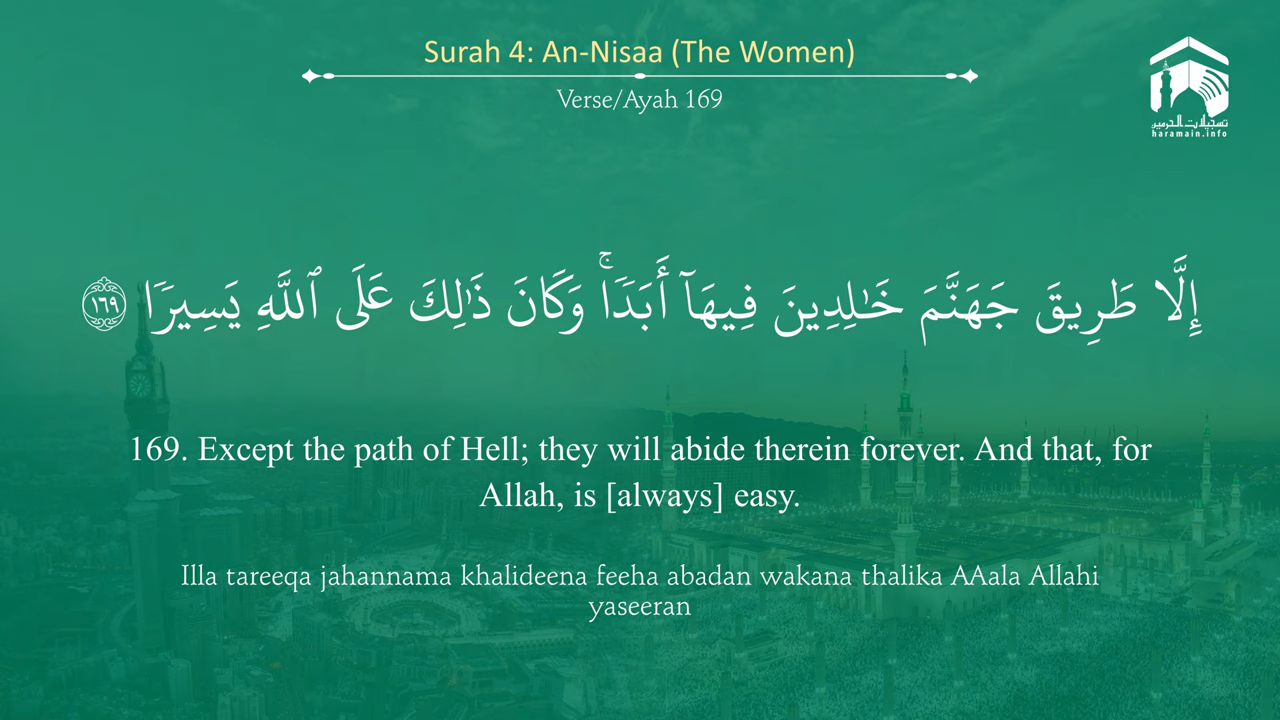 Surah 4: An-Nisaa (The Women)
Verse/Ayah 169
تسجيلات الحرمين
haramain.info
إِلَّا طَرِيقَ جَهَنَّمَ خَـٰلِدِينَ فِيهَآ أَبَدًۭا ۚ وَكَانَ ذَٰلِكَ عَلَى ٱللَّهِ يَسِيرًۭا ١٦٩
169. Except the path of Hell; they will abide therein forever. And that, for
Allah, is [always] easy.
Illa tareeqa jahannama khalideena feeha abadan wakana thalika AAala Allahi
yaseeran